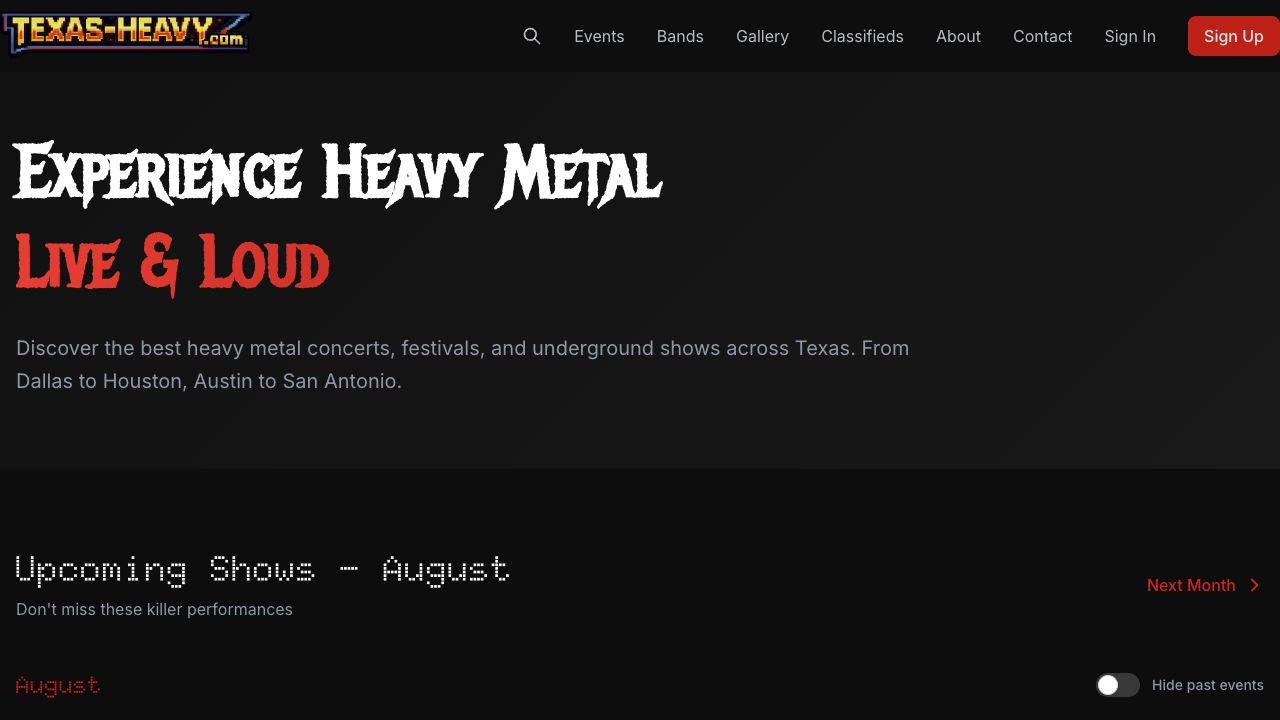 TEXAS-HEAVY.com
Events
Bands
Gallery
Classifieds
About
Contact
Sign In
Sign Up
Experience Heavy Metal
Live & Loud
Discover the best heavy metal concerts, festivals, and underground shows across Texas. From
Dallas to Houston, Austin to San Antonio.
Upcoming Shows - August
Don't miss these killer performances
Next Month
August
Hide past events